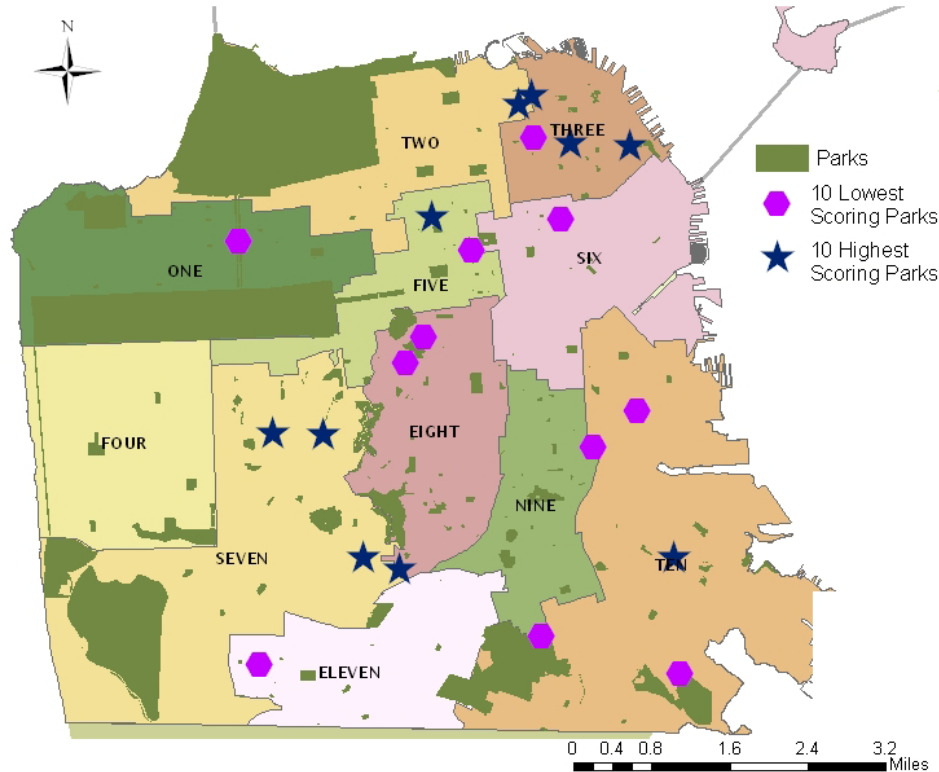 N
TWO
THREE
Parks
10 Lowest
Scoring Parks
10 Highest
Scoring Parks
SIX
ONE
FIVE
FOUR
EIGHT
NINE
SEVEN
TEN
ELEVEN
0 0.4 0.8 1.6 2.4 3.2
Miles